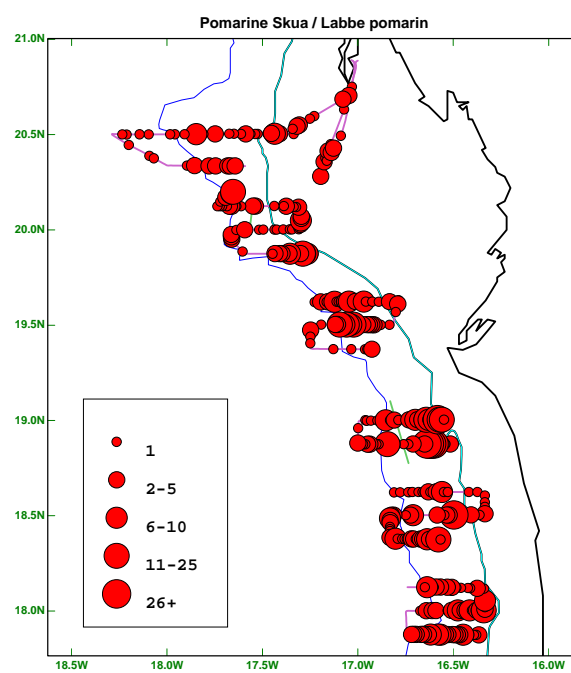 Pomarine Skua / Labbe pomarin
21.0N
20.5N
20.0N
19.5N
19.0N
18.5N
18.0N
1
2-5
6-10
11-25
26+
18.5W 18.0W 17.5W 17.0W 16.5W 16.0W